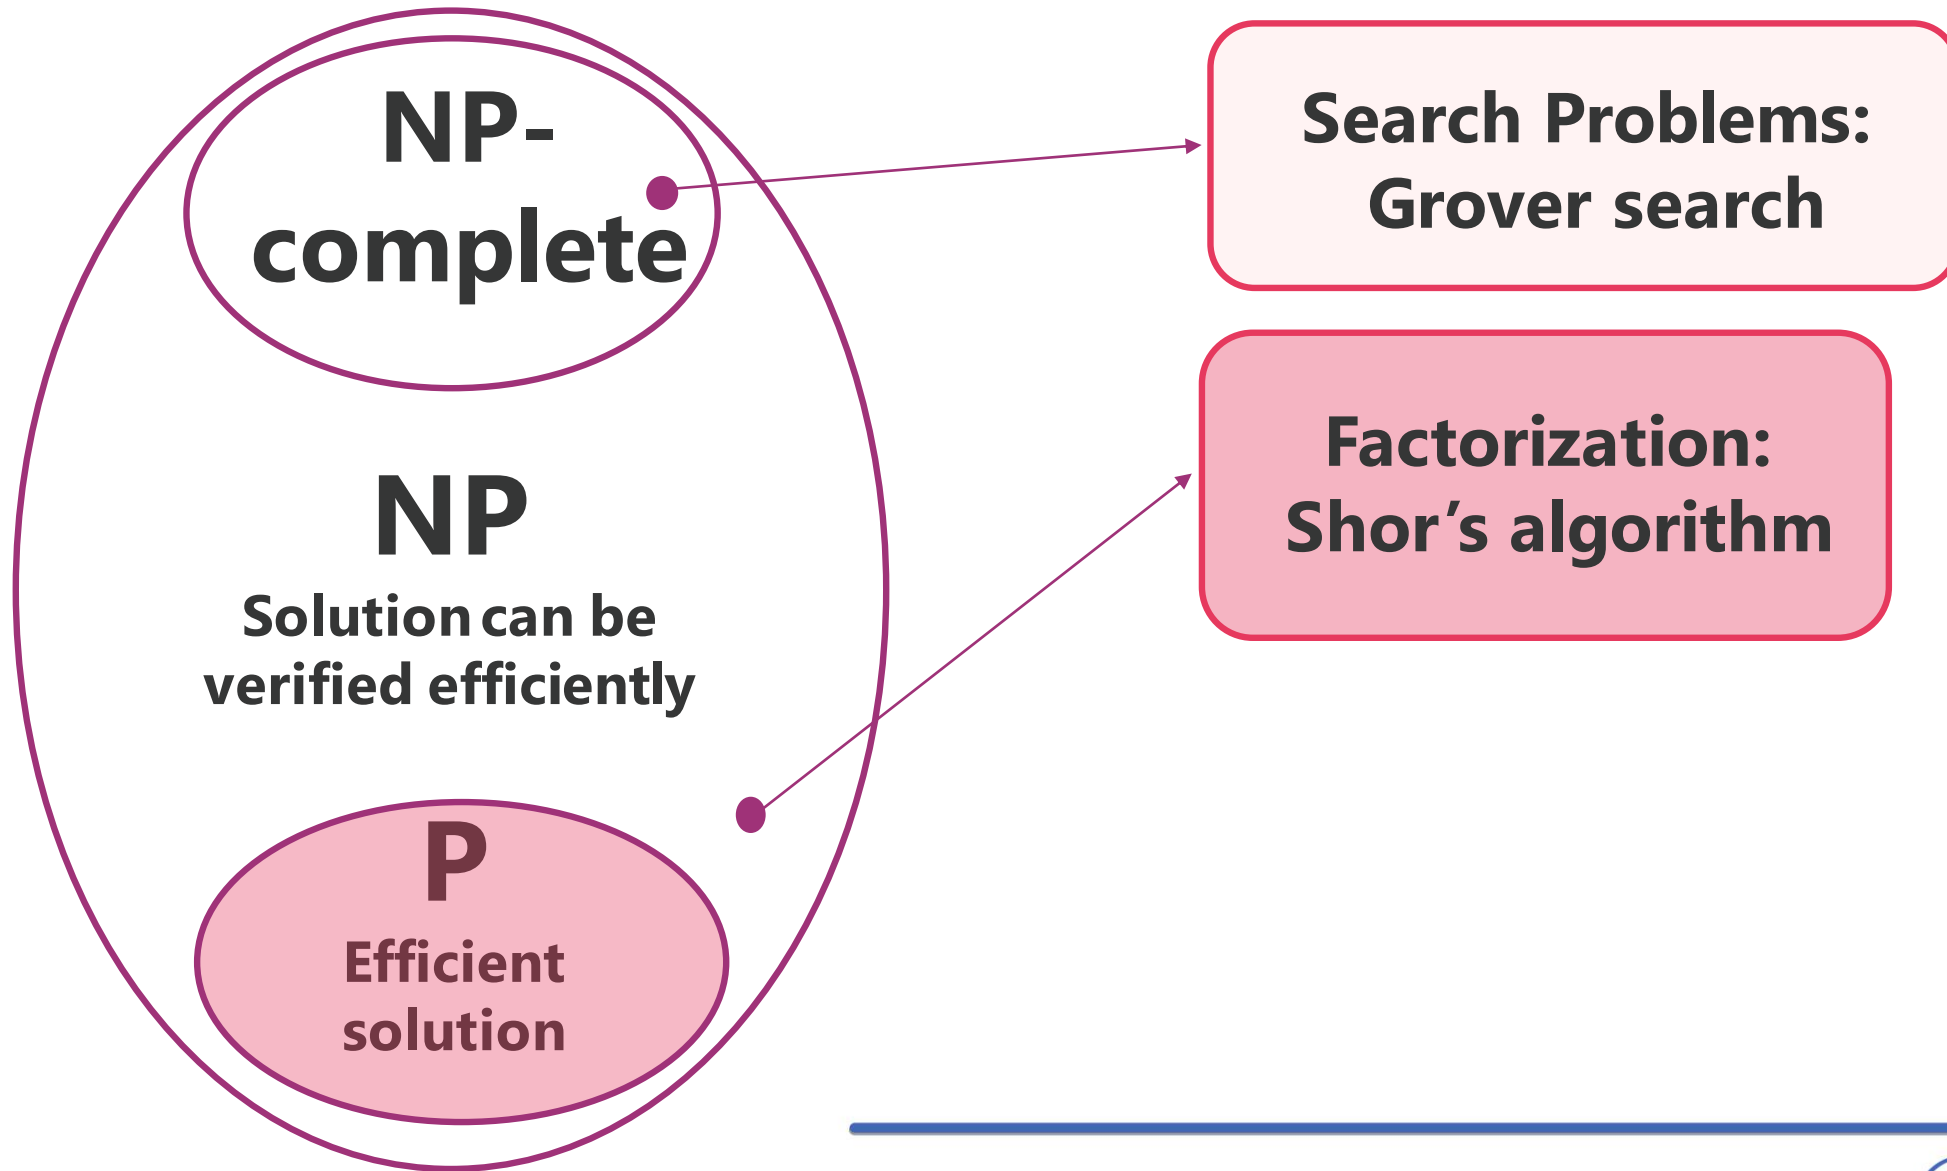 NP-
complete
NP
Solution can be
verified efficiently
P
Efficient
solution
Search Problems:
Grover search
Factorization:
Shor’s algorithm